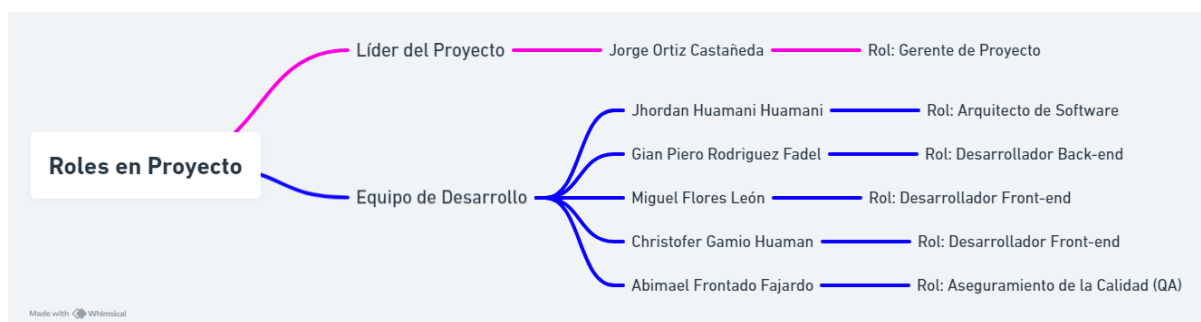 Líder del Proyecto
Jorge Ortiz Castañeda
Rol: Gerente de Proyecto
Roles en Proyecto
Equipo de Desarrollo
Jhordan Huamani Huamani
Rol: Arquitecto de Software
Gian Piero Rodriguez Fadel
Rol: Desarrollador Back-end
Miguel Flores León
Rol: Desarrollador Front-end
Christofer Gamio Huaman
Rol: Desarrollador Front-end
Abimael Frontado Fajardo
Rol: Aseguramiento de la Calidad (QA)
Made with Whimsical